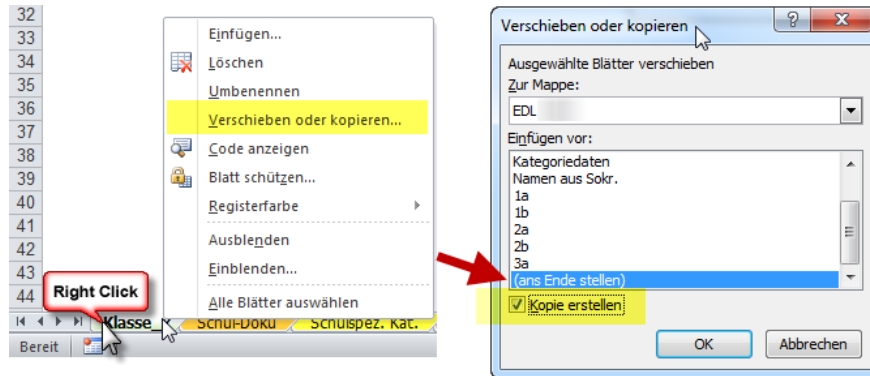 32
33
34
35
36
37
38
39
40
41
42
43
44
Einfügen...
Löschen
Umbenennen
Verschieben oder kopieren...
Code anzeigen
Blatt schützen...
Registerfarbe
Ausblenden
Einblenden...
Alle Blätter auswählen
Right Click
Klasse_
Schul-Doku
Schulspez. Kat.
Bereit
Verschieben oder kopieren
Ausgewählte Blätter verschieben
Zur Mappe:
EDL
Einfügen vor:
Kategoriedaten
Namen aus Sokr.
1a
1b
2a
2b
3a
(ans Ende stellen)
Kopie erstellen
OK
Abbrechen